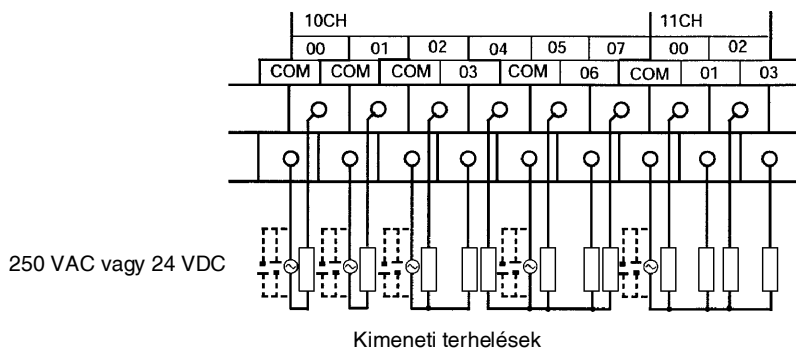 10CH 11CH
00 01 02 04 05 07 00 02
COM COM COM 03 COM 06 COM 01 03
250 VAC vagy 24 VDC
Kimeneti terhelések